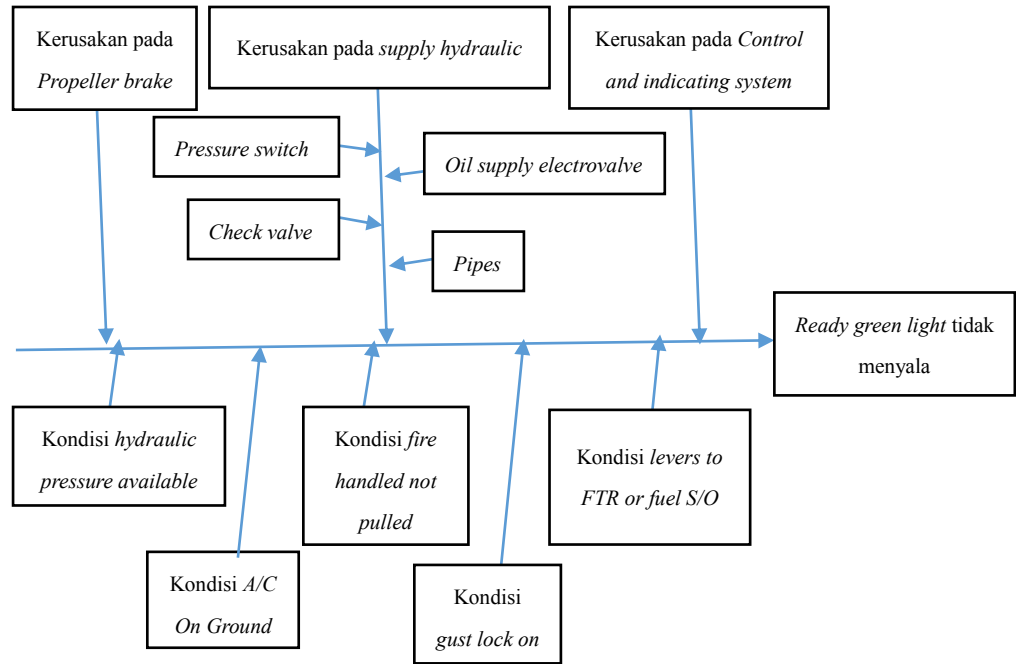 Kerusakan pada
Propeller brake
Kerusakan pada supply hydraulic
Kerusakan pada Control
and indicating system
Pressure switch
Oil supply electrovalve
Check valve
Pipes
Ready green light tidak
menyala
Kondisi hydraulic
pressure available
Kondisi fire
handled not
pulled
Kondisi levers to
FTR or fuel S/O
Kondisi A/C
On Ground
Kondisi
gust lock on